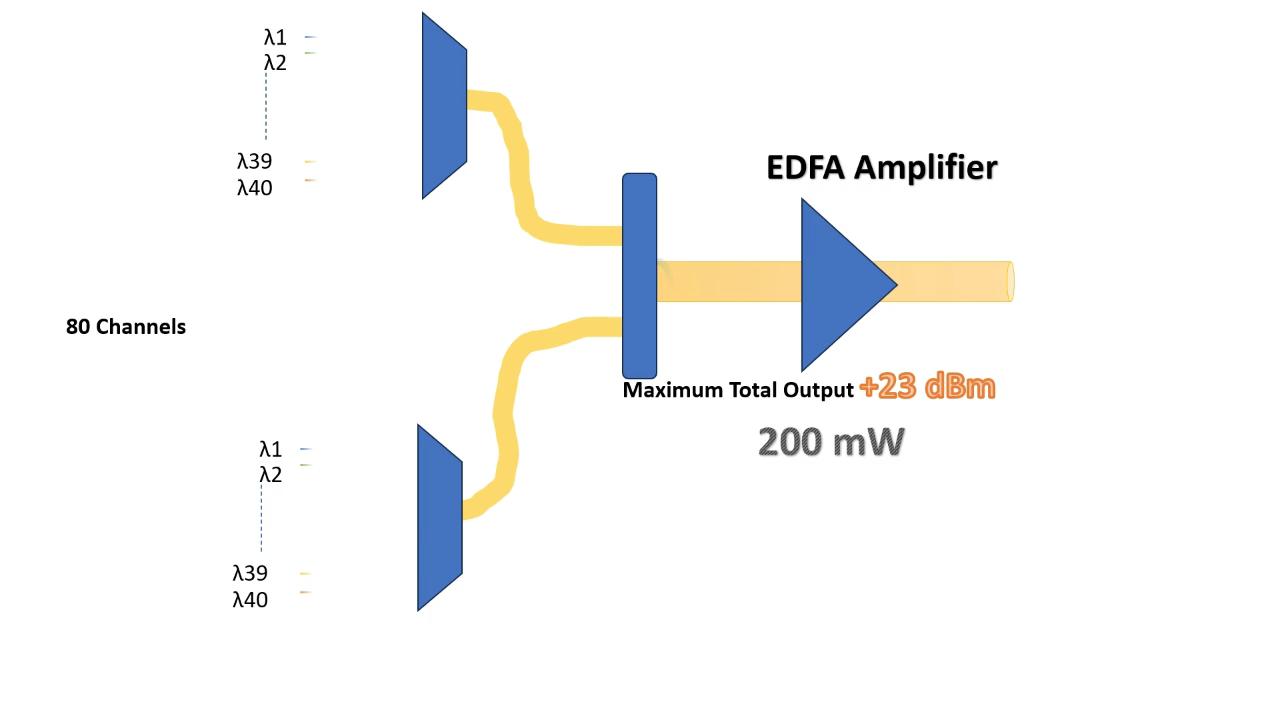 λ1
λ2
λ39
λ40
EDFA Amplifier
80 Channels
Maximum Total Output +23 dBm
200 mW
λ1
λ2
λ39
λ40